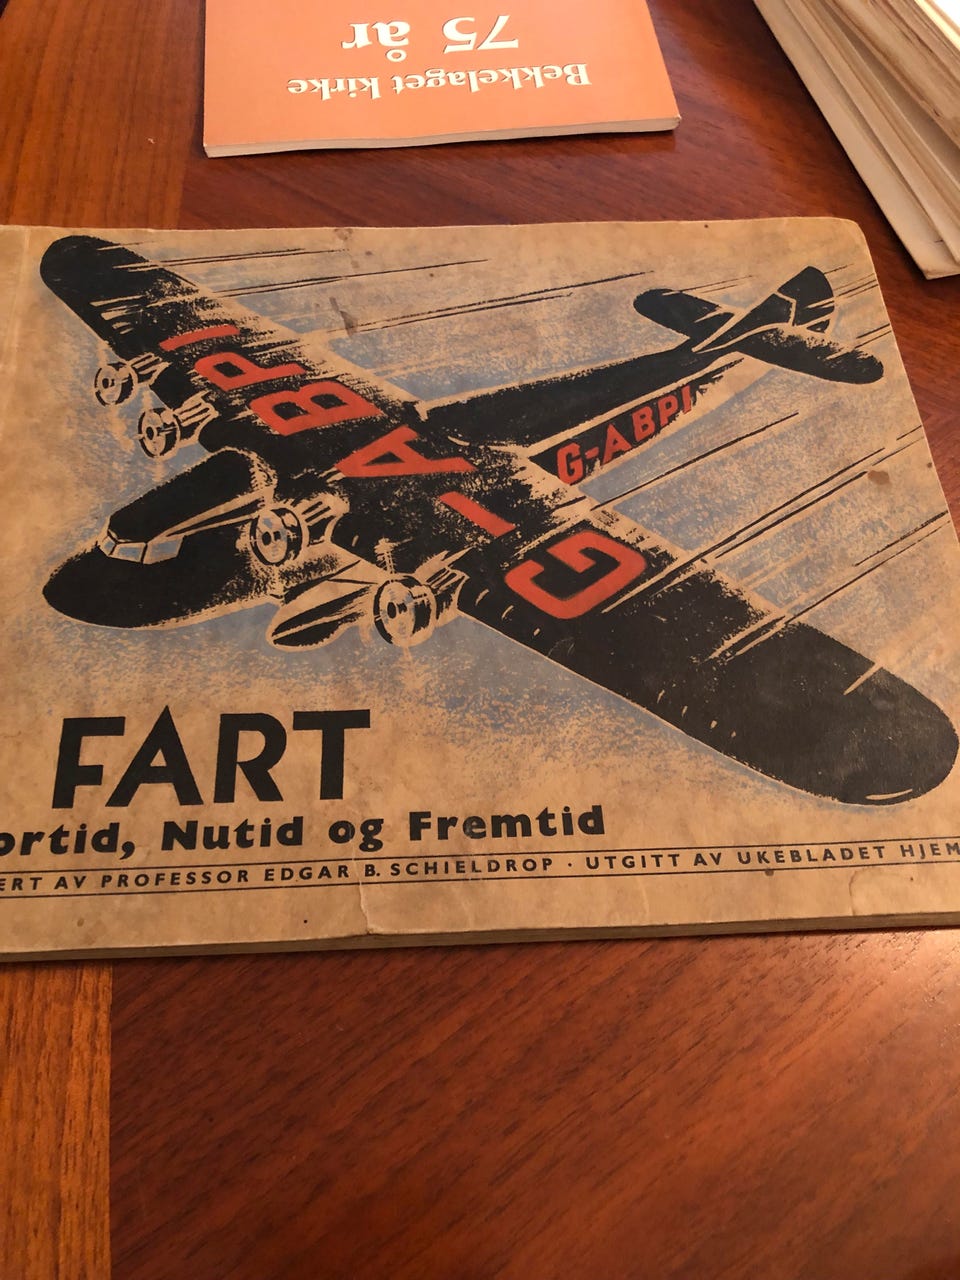 Bekkelaget kirke
75 år
G-ABPI
G-ABPI
FART
ortid, Nutid og Fremtid
ERT AV PROFESSOR EDGAR B. SCHIELDROP · UTGITT AV UKEBLADET HJEM